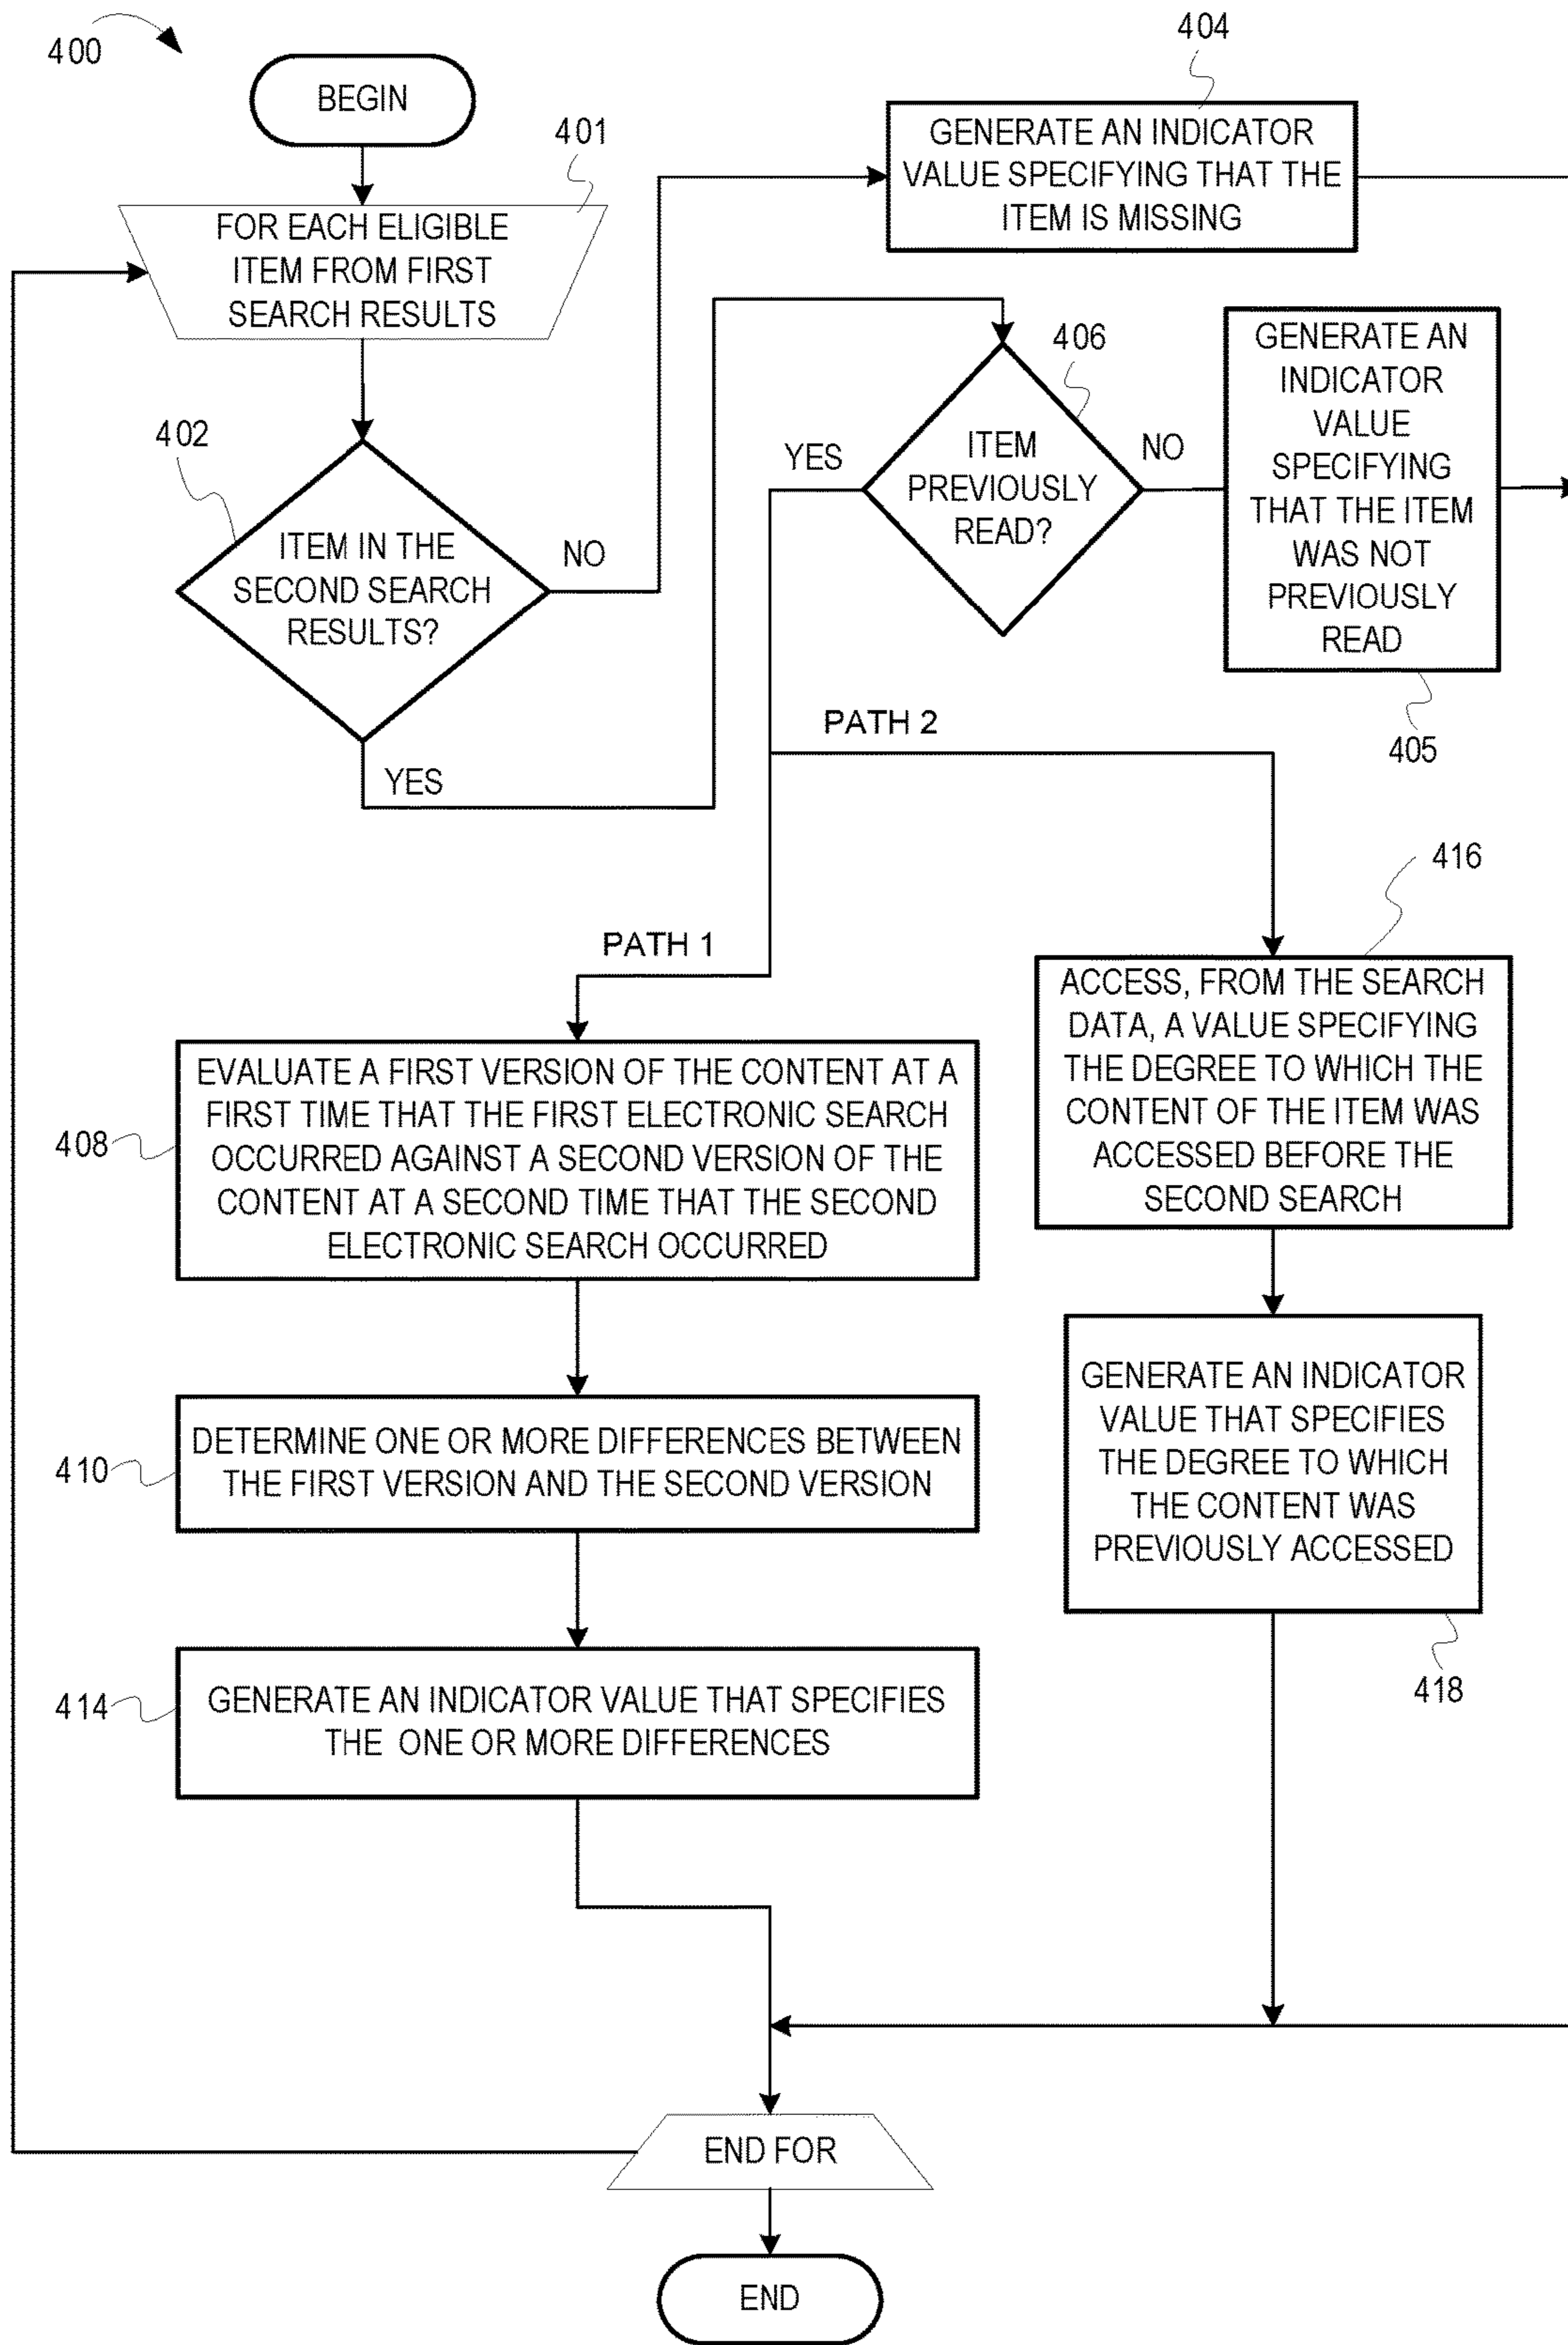 400
BEGIN
401
FOR EACH ELIGIBLE
ITEM FROM FIRST
SEARCH RESULTS
402
ITEM IN THE
SECOND SEARCH
RESULTS?
NO
YES
404
GENERATE AN INDICATOR
VALUE SPECIFYING THAT THE
ITEM IS MISSING
406
ITEM
PREVIOUSLY
READ?
YES
NO
GENERATE AN
INDICATOR
VALUE
SPECIFYING
THAT THE ITEM
WAS NOT
PREVIOUSLY
READ
405
PATH 2
PATH 1
408
EVALUATE A FIRST VERSION OF THE CONTENT AT A
FIRST TIME THAT THE FIRST ELECTRONIC SEARCH
OCCURRED AGAINST A SECOND VERSION OF THE
CONTENT AT A SECOND TIME THAT THE SECOND
ELECTRONIC SEARCH OCCURRED
410
DETERMINE ONE OR MORE DIFFERENCES BETWEEN
THE FIRST VERSION AND THE SECOND VERSION
414
GENERATE AN INDICATOR VALUE THAT SPECIFIES
THE ONE OR MORE DIFFERENCES
416
ACCESS, FROM THE SEARCH
DATA, A VALUE SPECIFYING
THE DEGREE TO WHICH THE
CONTENT OF THE ITEM WAS
ACCESSED BEFORE THE
SECOND SEARCH
GENERATE AN INDICATOR
VALUE THAT SPECIFIES
THE DEGREE TO WHICH
THE CONTENT WAS
PREVIOUSLY ACCESSED
418
END FOR
END